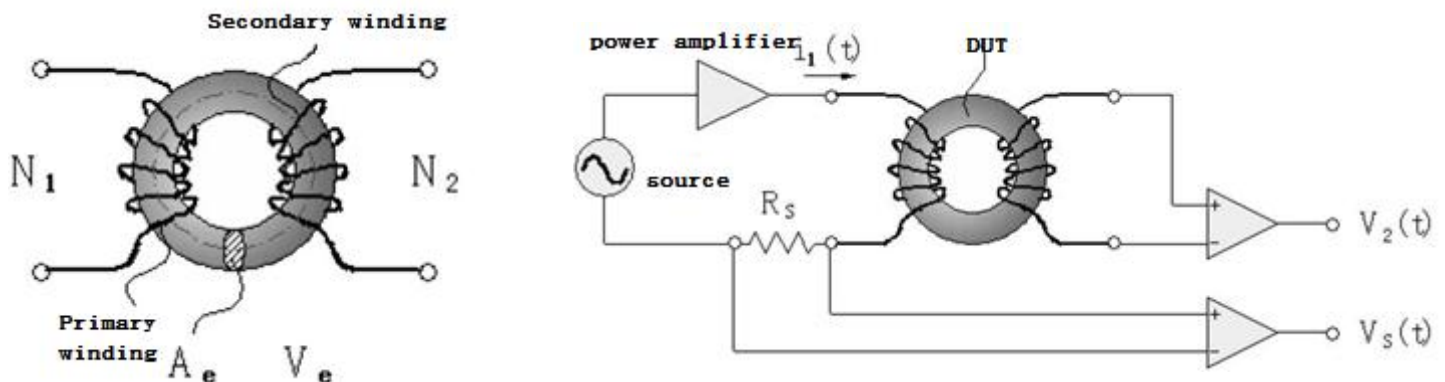 Secondary winding
N1
N2
Primary
winding
Ae
Ve
power amplifier
i1(t)
DUT
source
RS
+
-
V2(t)
+
-
VS(t)